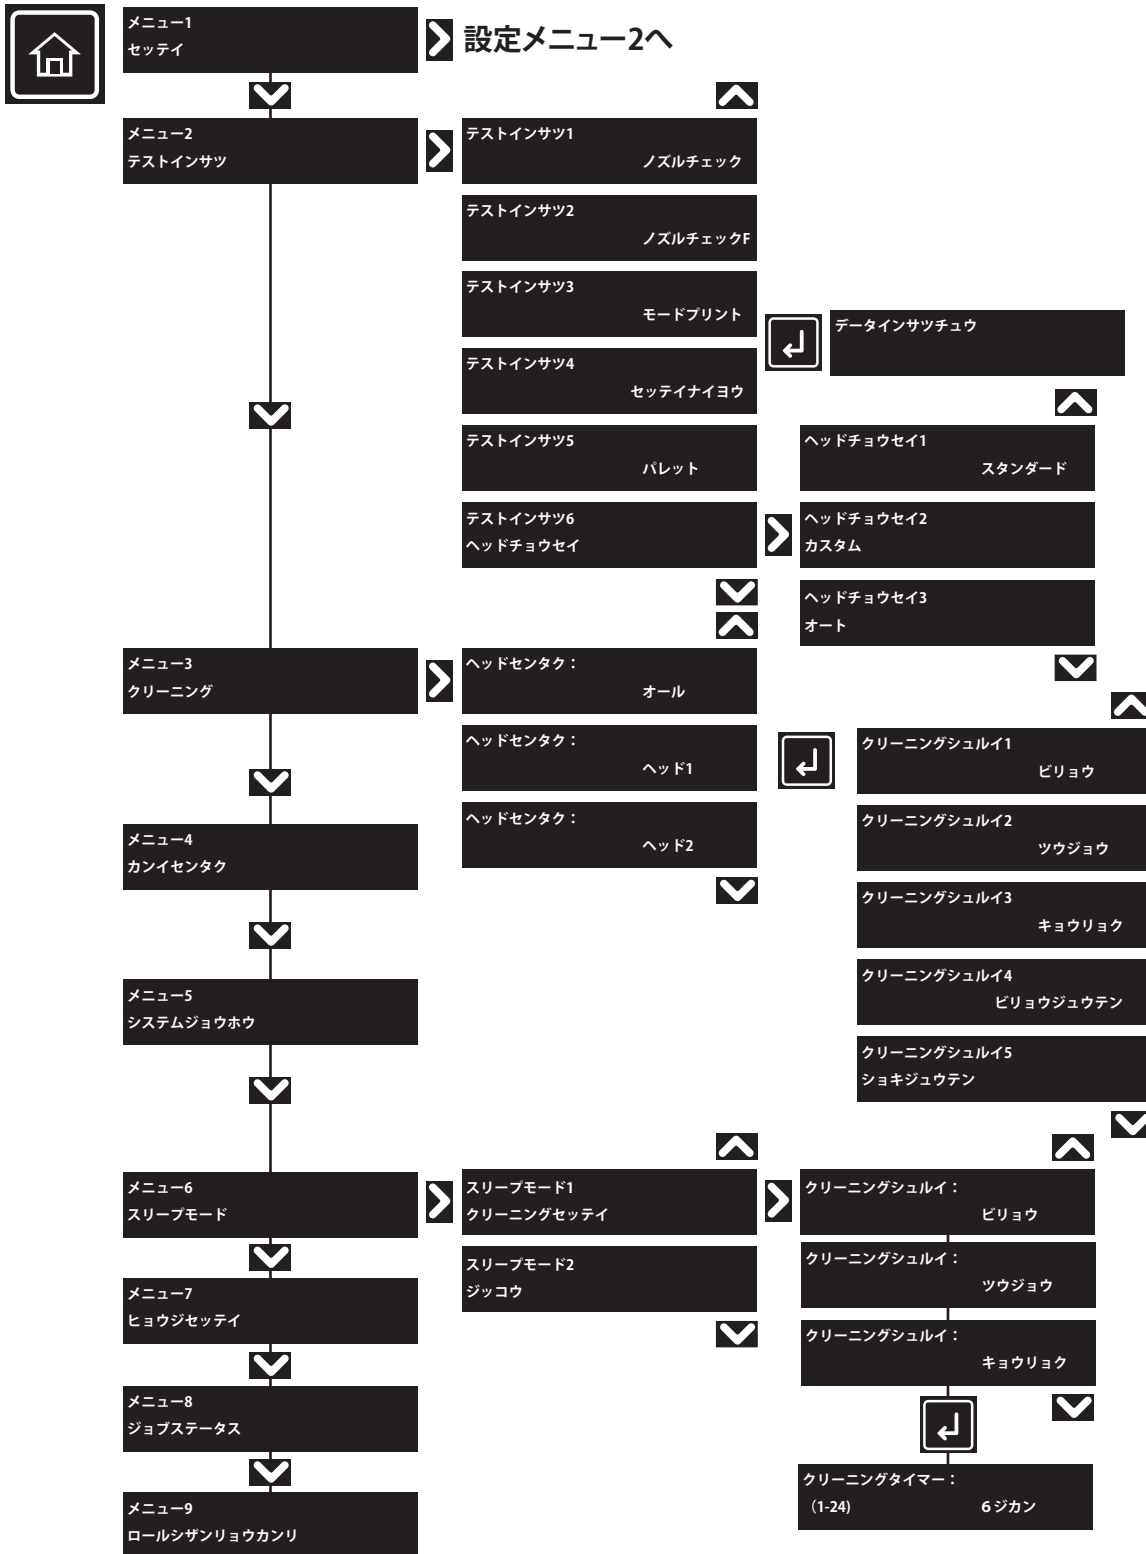 メニュー1
セッテイ
設定メニュー2へ
メニュー2
テストインサツ
テストインサツ1
ノズルチェック
テストインサツ2
ノズルチェックF
テストインサツ3
モードプリント
データインサツチュウ
テストインサツ4
セッテイナイヨウ
テストインサツ5
パレット
ヘッドチョウセイ1
スタンダード
テストインサツ6
ヘッドチョウセイ
ヘッドチョウセイ2
カスタム
ヘッドチョウセイ3
オート
メニュー3
クリーニング
ヘッドセンタク：
オール
ヘッドセンタク：
ヘッド1
ヘッドセンタク：
ヘッド2
クリーニングシュルイ1
ビリョウ
クリーニングシュルイ2
ツウジョウ
クリーニングシュルイ3
キョウリョク
クリーニングシュルイ4
ビリョウジュウテン
クリーニングシュルイ5
ショキジュウテン
メニュー4
カンイセンタク
メニュー5
システムジョウホウ
メニュー6
スリープモード
スリープモード1
クリーニングセッテイ
スリープモード2
ジッコウ
クリーニングシュルイ：
ビリョウ
クリーニングシュルイ：
ツウジョウ
クリーニングシュルイ：
キョウリョク
クリーニングタイマー：
（1-24) 6ジカン
メニュー7
ヒョウジセッテイ
メニュー8
ジョブステータス
メニュー9
ロールシザンリョウカンリ